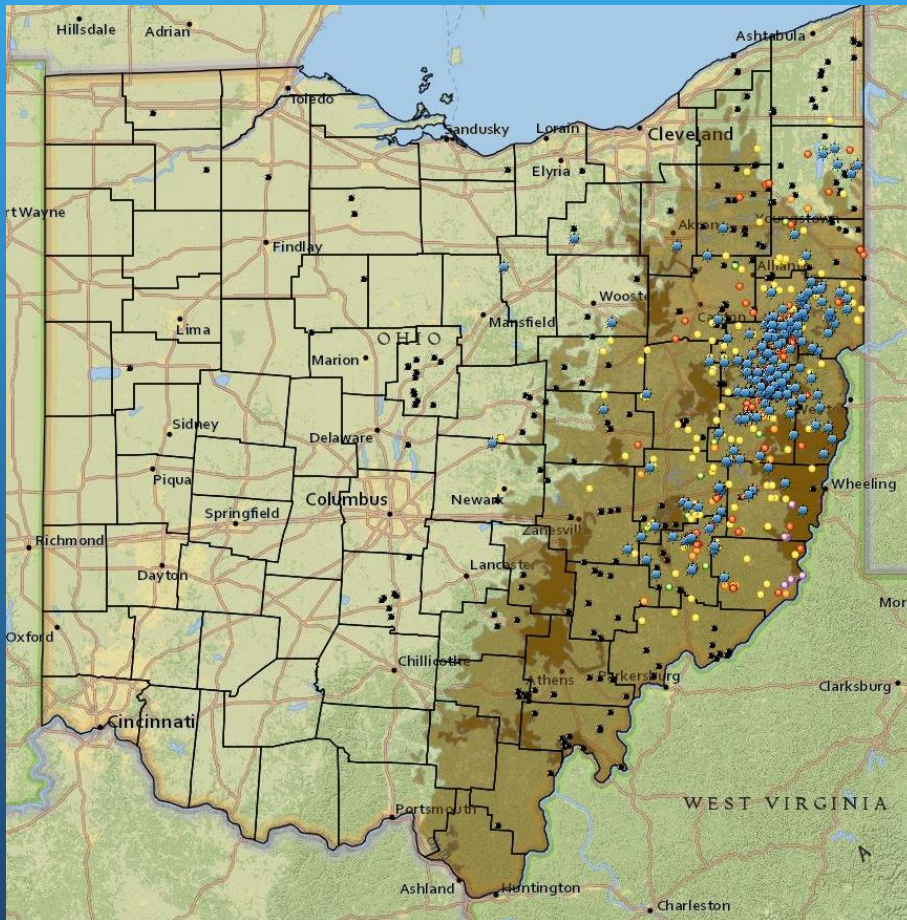 Hillsdale
Adrian
Ashtabula
Toledo
Sandusky
Lorain
Cleveland
Elyria
rt Wayne
Akron
Youngstown
Findlay
Alliance
Wooster
Canton
Lima
Mansfield
OHIO
Marion
Sidney
Delaware
Piqua
Newark
Wheeling
Columbus
Springfield
Zanesville
Richmond
Dayton
Lancaster
Mor
Oxford
Chillicothe
Athens
Parkersburg
Clarksburg
Cincinnati
WEST VIRGINIA
Portsmouth
A
Ashland
Huntington
Charleston